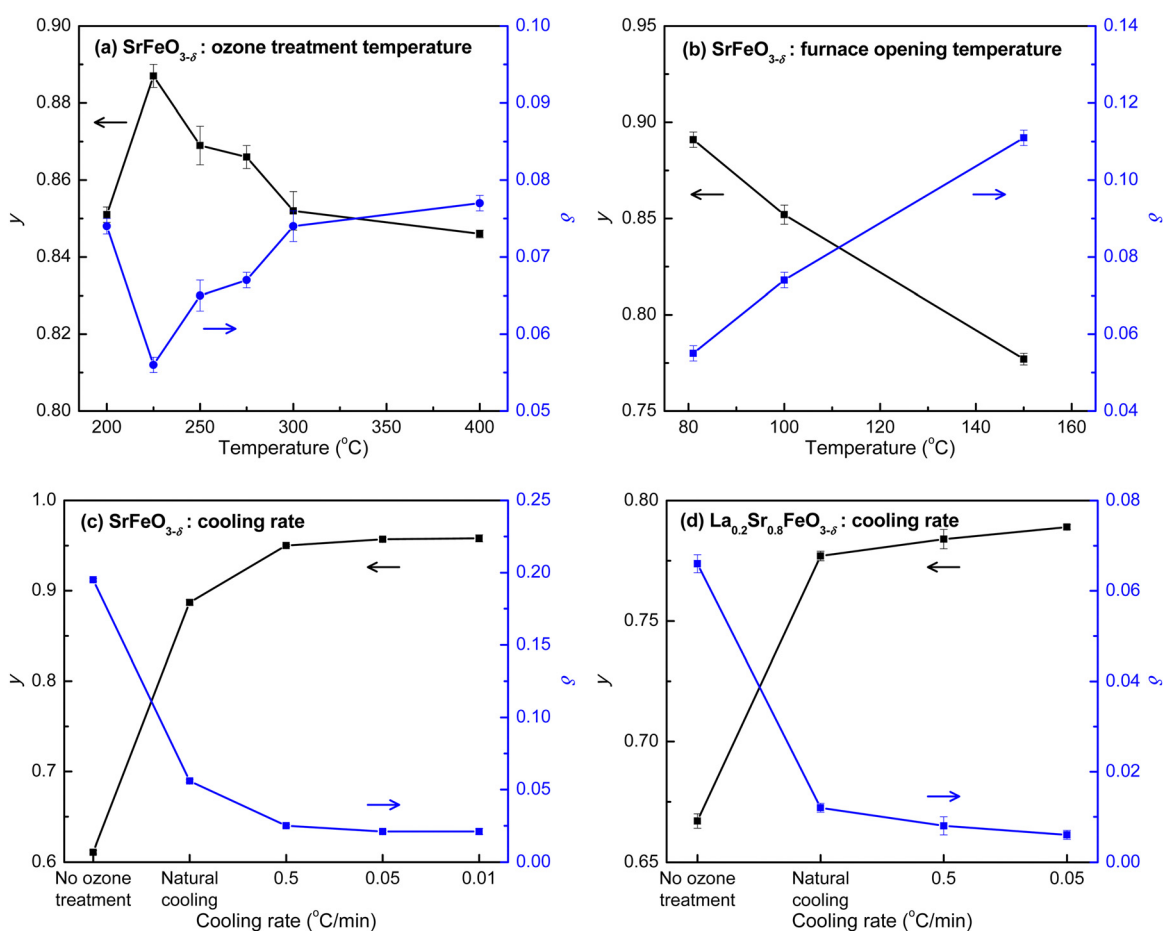 (a) SrFeO3-δ : ozone treatment temperature
0.90
0.88
0.86
0.84
0.82
0.80
y
0.10
0.09
0.08
0.07
0.06
0.05
δ
200 250 300 350 400
Temperature (oC)
(b) SrFeO3-δ : furnace opening temperature
0.95
0.90
0.85
0.80
0.75
y
0.14
0.12
0.10
0.08
0.06
0.04
δ
80 100 120 140 160
Temperature (oC)
(c) SrFeO3-δ : cooling rate
1.0
0.9
0.8
0.7
0.6
y
0.25
0.20
0.15
0.10
0.05
0.00
δ
No ozone Natural 0.5 0.05 0.01
treatment cooling
Cooling rate (oC/min)
(d) La0.2Sr0.8FeO3-δ : cooling rate
0.80
0.75
0.70
0.65
y
0.08
0.06
0.04
0.02
0.00
δ
No ozone Natural 0.5 0.05
treatment cooling
Cooling rate (oC/min)